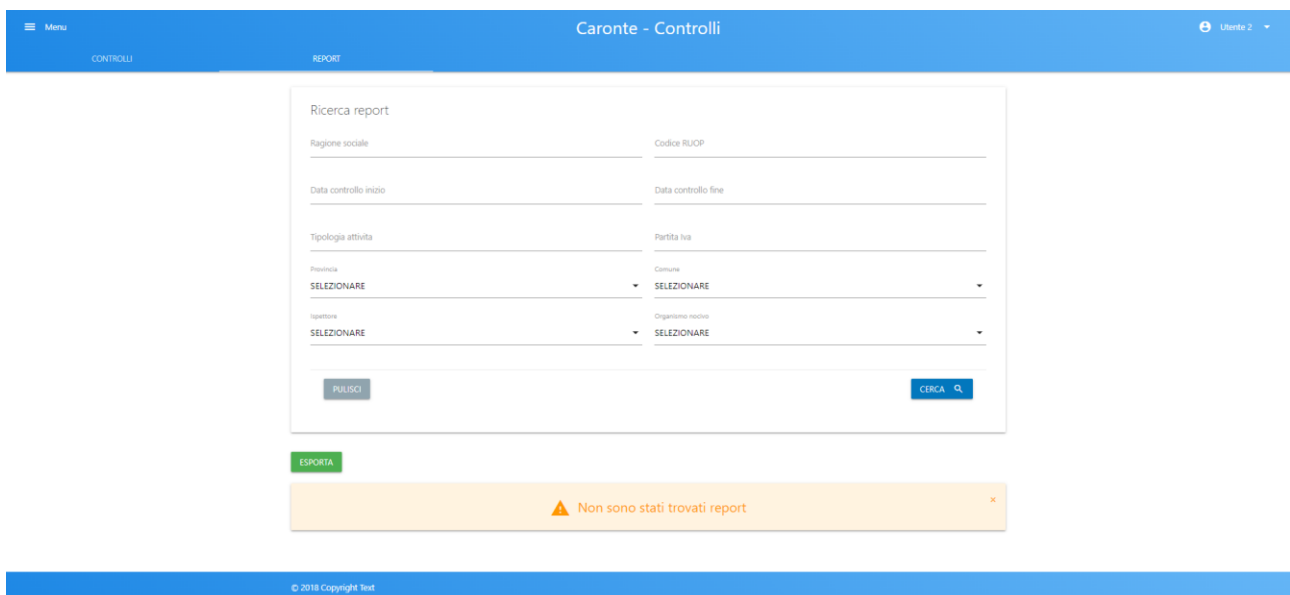 Menu
Caronte - Controlli
Utente 2
CONTROLLI
REPORT
Ricerca report
Ragione sociale
Codice RUOP
Data controllo inizio
Data controllo fine
Tipologia attivita
Partita Iva
Provincia
Comune
SELEZIONARE
SELEZIONARE
Ispettore
Organismo nocivo
SELEZIONARE
SELEZIONARE
PULISCI
CERCA
ESPORTA
Non sono stati trovati report
×
© 2018 Copyright Text